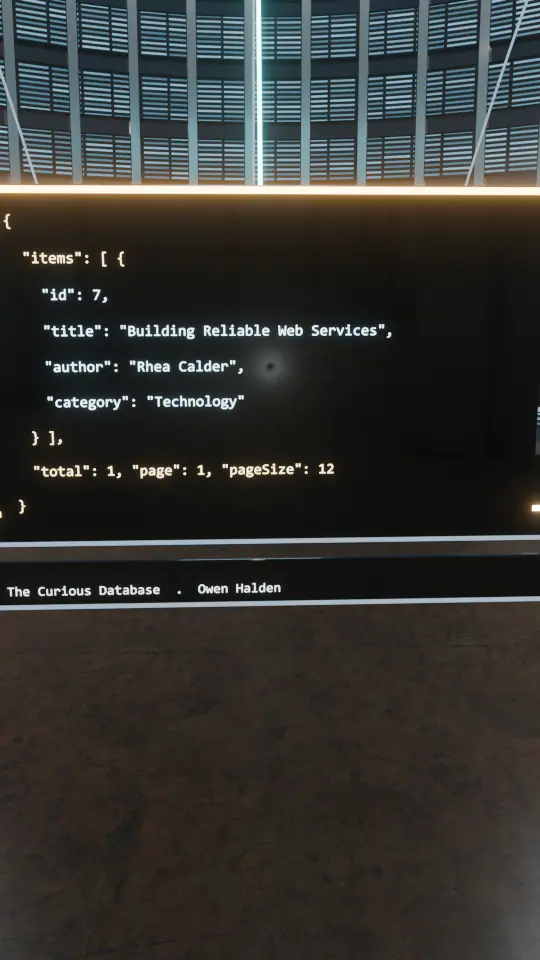 {
"items": [ {
"id": 7,
"title": "Building Reliable Web Services",
"author": "Rhea Calder",
"category": "Technology"
} ],
"total": 1, "page": 1, "pageSize": 12
}
The Curious Database . Owen Halden